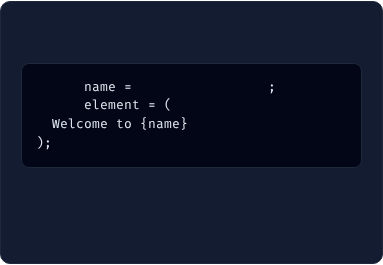 name = ;
element = (
Welcome to {name}
);